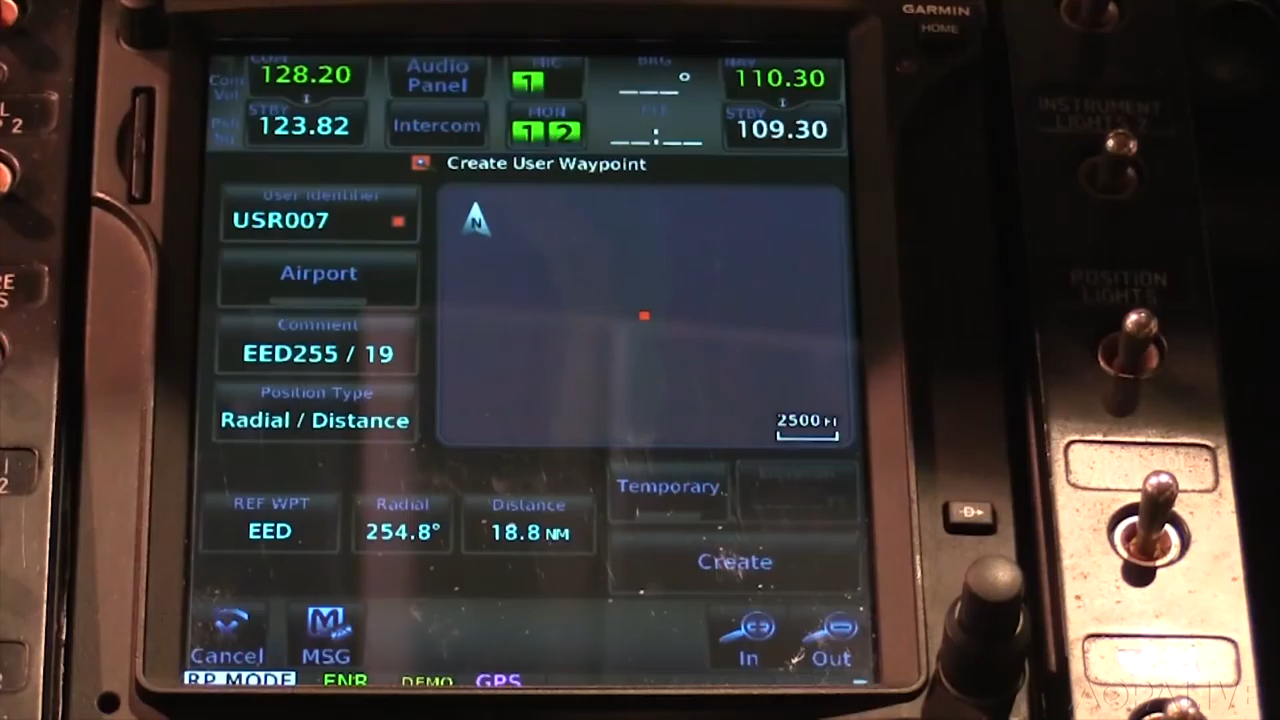 GARMIN
HOME
COM
128.20
Audio Panel
MIC
1
BRG
°
NAV
110.30
STBY
123.82
Intercom
MON
1 2
__:__
STBY
109.30
Create User Waypoint
User Identifier
USR007
N
Airport
Comment
EED255 / 19
Position Type
Radial / Distance
2500 FT
REF WPT
EED
Radial
254.8°
Distance
18.8 NM
Temporary
Create
Cancel
MSG
In
Out
RP MODE
ENR
DEMO
GPS
INSTRUMENT
LIGHTS
POSITION
LIGHTS